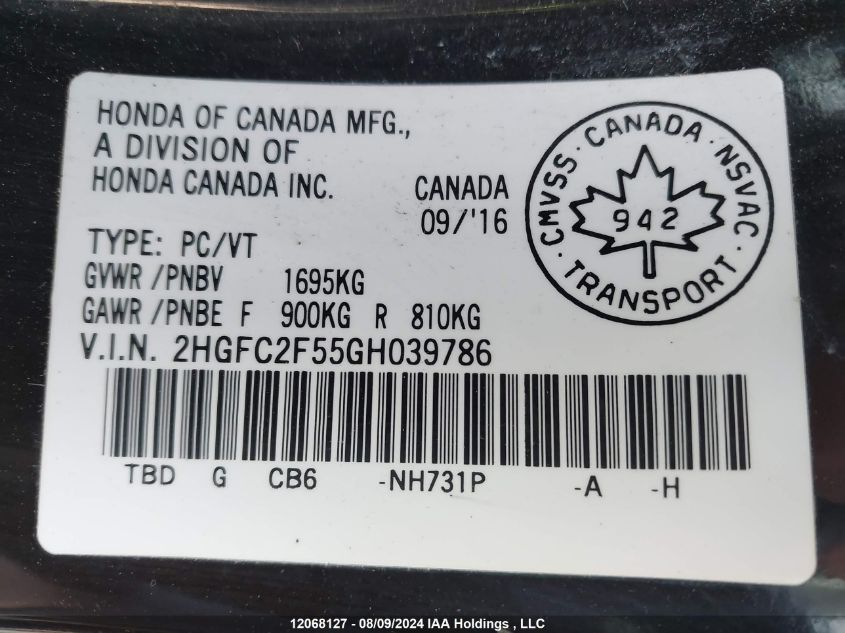 HONDA OF CANADA MFG.,
A DIVISION OF
HONDA CANADA INC.
CANADA
09/'16
TYPE: PC/VT
GVWR /PNBV 1695KG
GAWR /PNBE F 900KG R 810KG
V.I.N. 2HGFC2F55GH039786
TBD G CB6 -NH731P -A -H
CMVSS · CANADA · NSVAC · TRANSPORT ·
942
12068127 - 08/09/2024 IAA Holdings , LLC